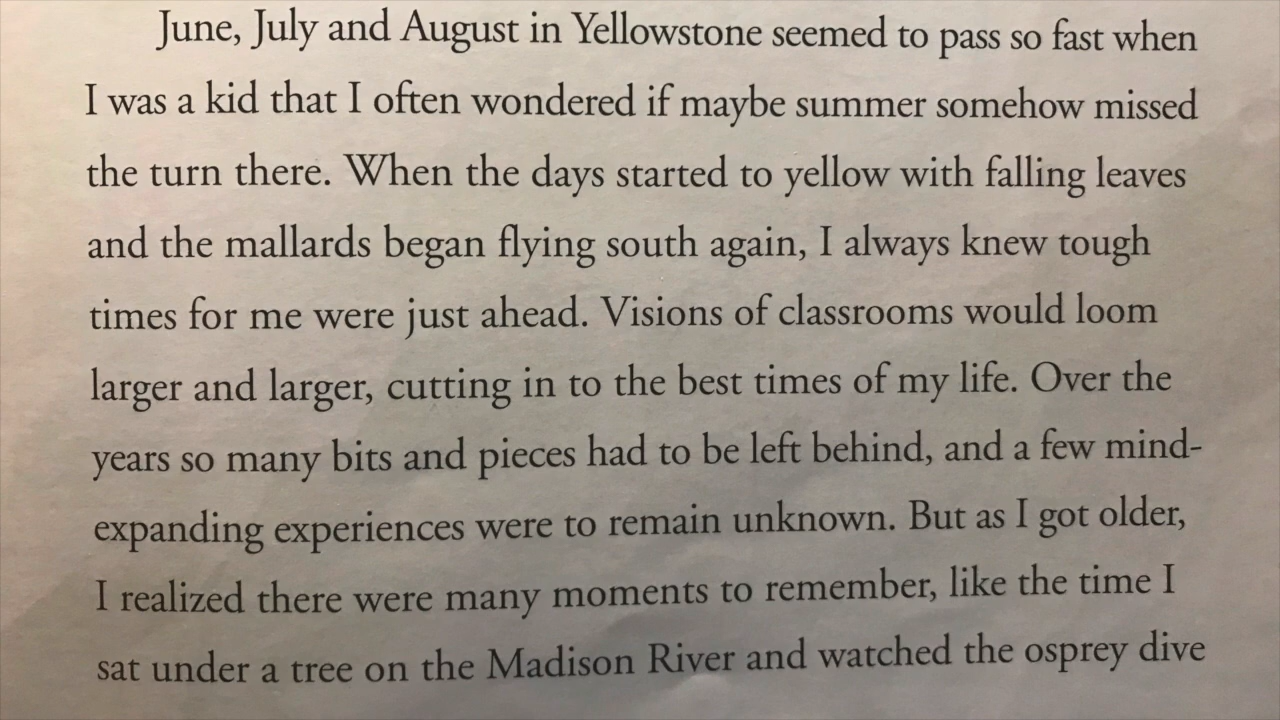 June, July and August in Yellowstone seemed to pass so fast when
I was a kid that I often wondered if maybe summer somehow missed
the turn there. When the days started to yellow with falling leaves
and the mallards began flying south again, I always knew tough
times for me were just ahead. Visions of classrooms would loom
larger and larger, cutting in to the best times of my life. Over the
years so many bits and pieces had to be left behind, and a few mind-
expanding experiences were to remain unknown. But as I got older,
I realized there were many moments to remember, like the time I
sat under a tree on the Madison River and watched the osprey dive